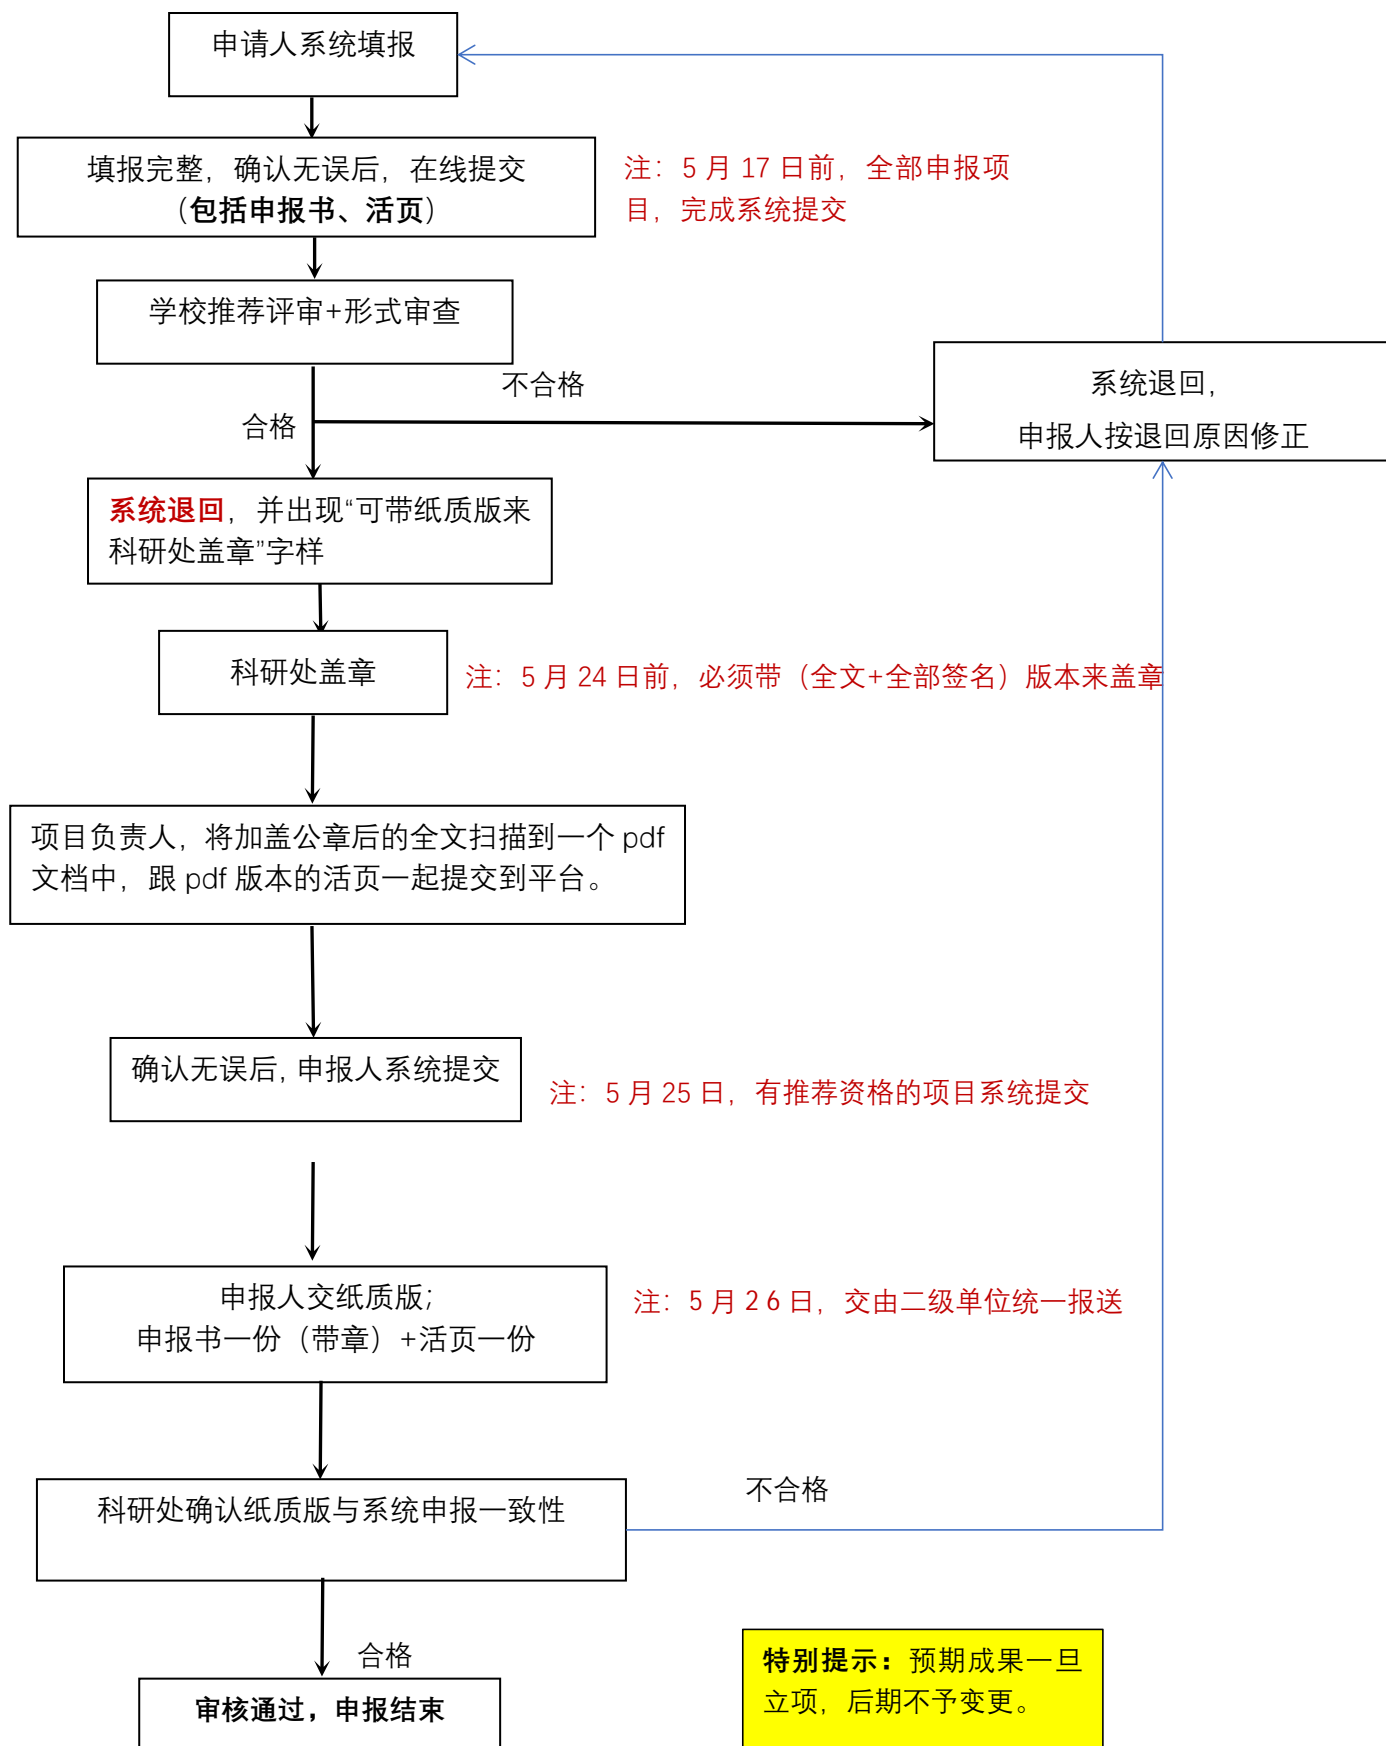 申请人系统填报
填报完整，确认无误后，在线提交
（包括申报书、活页）
注：5 月 17 日前，全部申报项
目，完成系统提交
学校推荐评审+形式审查
不合格
合格
系统退回，
申报人按退回原因修正
系统退回，并出现“可带纸质版来
科研处盖章”字样
科研处盖章
注：5 月 24 日前，必须带（全文+全部签名）版本来盖章
项目负责人，将加盖公章后的全文扫描到一个 pdf
文档中，跟 pdf 版本的活页一起提交到平台。
确认无误后, 申报人系统提交
注：5 月 25 日，有推荐资格的项目系统提交
申报人交纸质版;
申报书一份（带章）+活页一份
注：5 月 2 6 日，交由二级单位统一报送
科研处确认纸质版与系统申报一致性
不合格
合格
审核通过，申报结束
特别提示：预期成果一旦
立项，后期不予变更。